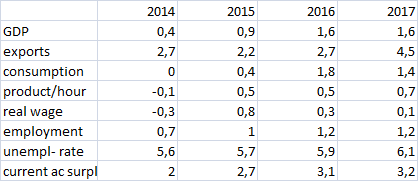 2014 2015 2016 2017
GDP 0,4 0,9 1,6 1,6
exports 2,7 2,2 2,7 4,5
consumption 0 0,4 1,8 1,4
product/hour -0,1 0,5 0,5 0,7
real wage -0,3 0,8 0,3 0,1
employment 0,7 1 1,2 1,2
unempl- rate 5,6 5,7 5,9 6,1
current ac surpl 2 2,7 3,1 3,2